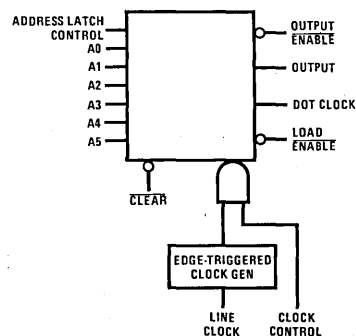 ADDRESS LATCH
CONTROL
A0
A1
A2
A3
A4
A5
OUTPUT
ENABLE
OUTPUT
DOT CLOCK
LOAD
ENABLE
CLEAR
EDGE-TRIGGERED
CLOCK GEN
LINE
CLOCK
CLOCK
CONTROL